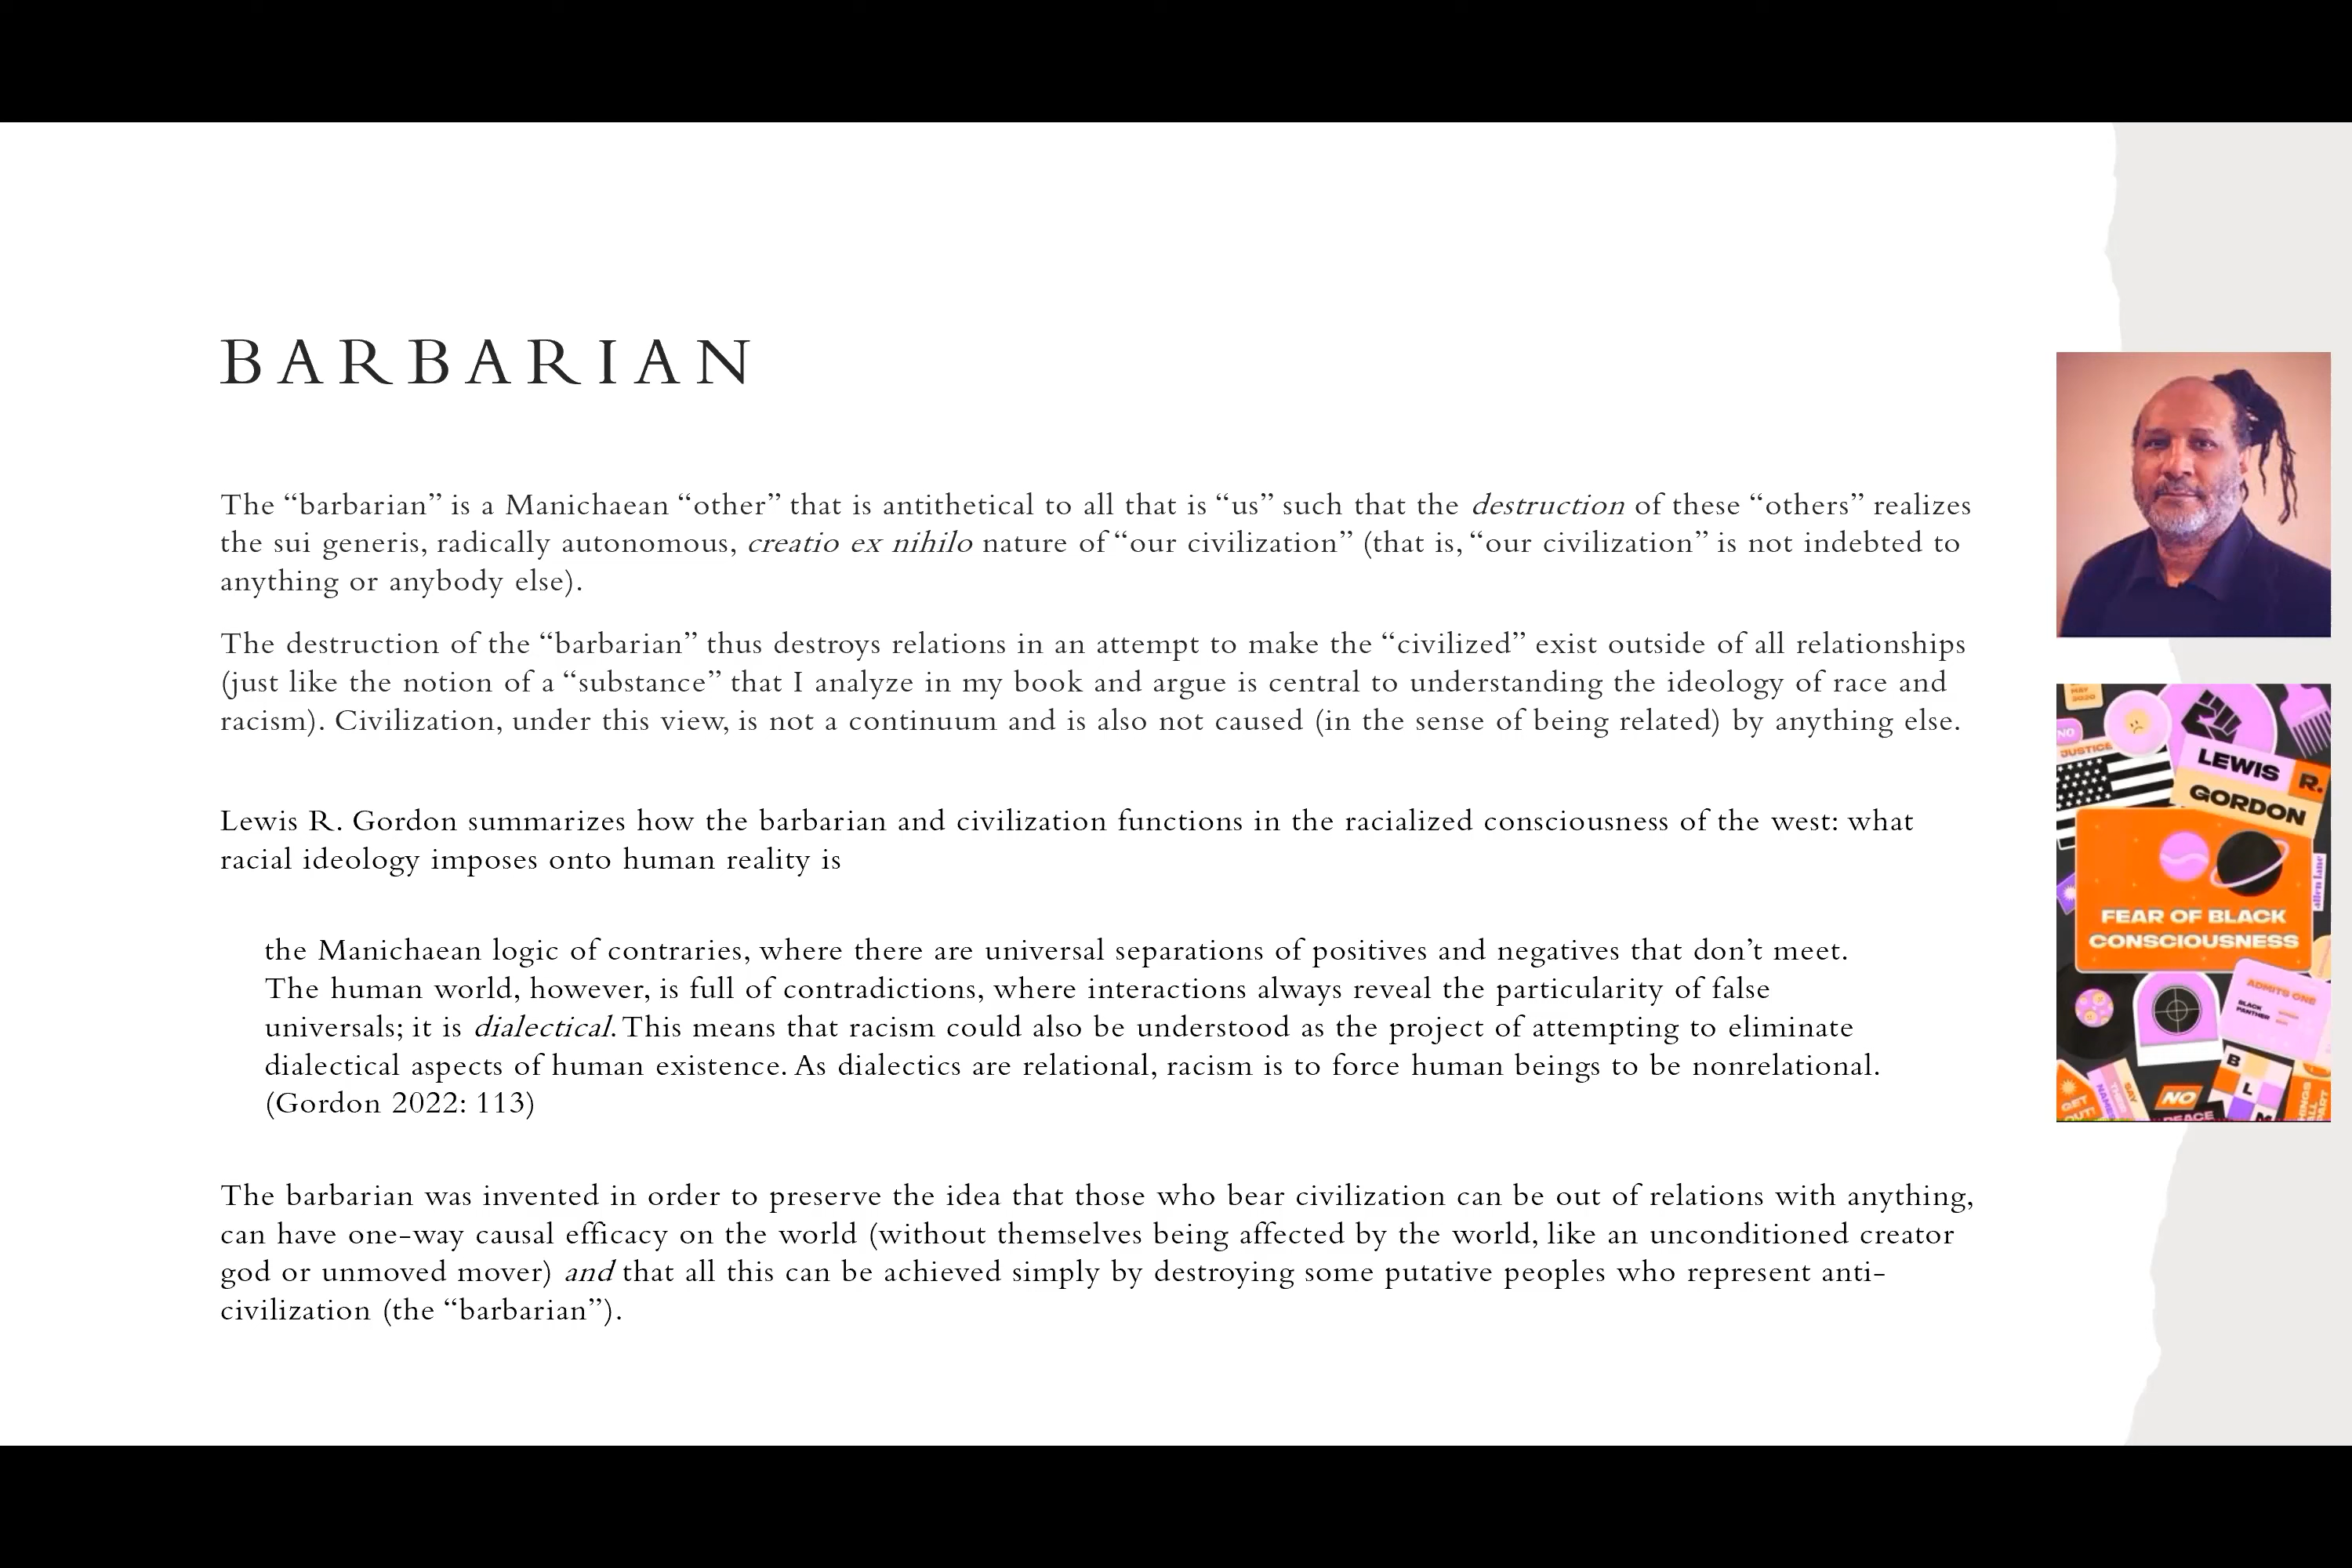 BARBARIAN
The “barbarian” is a Manichaean “other” that is antithetical to all that is “us” such that the destruction of these “others” realizes
the sui generis, radically autonomous, creatio ex nihilo nature of “our civilization” (that is, “our civilization” is not indebted to
anything or anybody else).
The destruction of the “barbarian” thus destroys relations in an attempt to make the “civilized” exist outside of all relationships
(just like the notion of a “substance” that I analyze in my book and argue is central to understanding the ideology of race and
racism). Civilization, under this view, is not a continuum and is also not caused (in the sense of being related) by anything else.
Lewis R. Gordon summarizes how the barbarian and civilization functions in the racialized consciousness of the west: what
racial ideology imposes onto human reality is
the Manichaean logic of contraries, where there are universal separations of positives and negatives that don’t meet.
The human world, however, is full of contradictions, where interactions always reveal the particularity of false
universals; it is dialectical. This means that racism could also be understood as the project of attempting to eliminate
dialectical aspects of human existence. As dialectics are relational, racism is to force human beings to be nonrelational.
(Gordon 2022: 113)
The barbarian was invented in order to preserve the idea that those who bear civilization can be out of relations with anything,
can have one-way causal efficacy on the world (without themselves being affected by the world, like an unconditioned creator
god or unmoved mover) and that all this can be achieved simply by destroying some putative peoples who represent anti-
civilization (the “barbarian”).
MAY
2020
NO
JUSTICE
LEWIS R.
GORDON
allen lane
FEAR OF BLACK
CONSCIOUSNESS
ADMITS ONE
BLACK
PANTHER
B
L
M
GET
OUT!
SAY
NO
PEACE